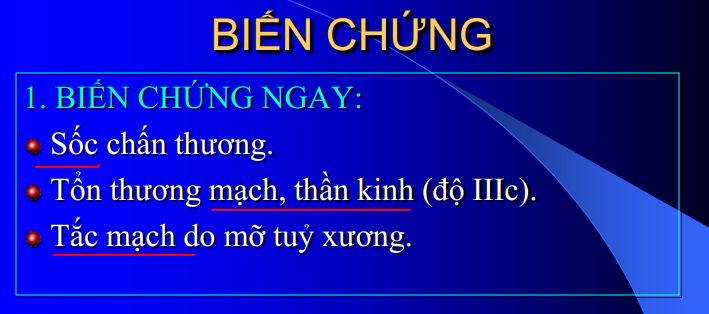 BIẾN CHỨNG
1. BIẾN CHỨNG NGAY:
Sốc chấn thương.
Tổn thương mạch, thần kinh (độ IIIc).
Tắc mạch do mỡ tuỷ xương.